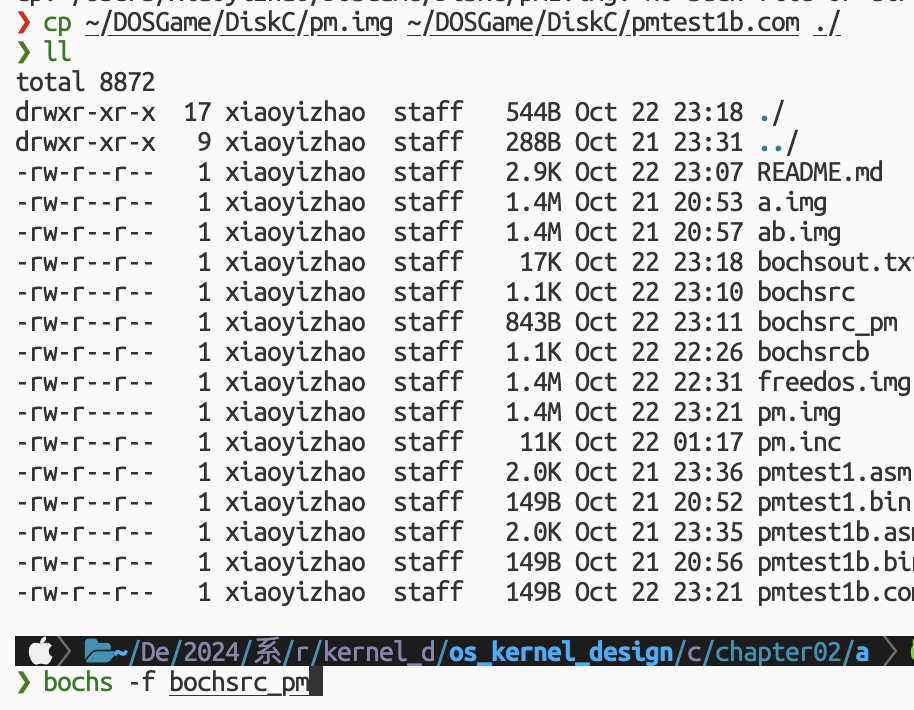 ❯ cp ~/DOSGame/DiskC/pm.img ~/DOSGame/DiskC/pmtest1b.com ./
❯ ll
total 8872
drwxr-xr-x 17 xiaoyizhao staff 544B Oct 22 23:18 ./
drwxr-xr-x 9 xiaoyizhao staff 288B Oct 21 23:31 ../
-rw-r--r-- 1 xiaoyizhao staff 2.9K Oct 22 23:07 README.md
-rw-r--r-- 1 xiaoyizhao staff 1.4M Oct 21 20:53 a.img
-rw-r--r-- 1 xiaoyizhao staff 1.4M Oct 21 20:57 ab.img
-rw-r--r-- 1 xiaoyizhao staff 17K Oct 22 23:18 bochsout.tx
-rw-r--r-- 1 xiaoyizhao staff 1.1K Oct 22 23:10 bochsrc
-rw-r--r-- 1 xiaoyizhao staff 843B Oct 22 23:11 bochsrc_pm
-rw-r--r-- 1 xiaoyizhao staff 1.1K Oct 22 22:26 bochsrcb
-rw-r--r-- 1 xiaoyizhao staff 1.4M Oct 22 22:31 freedos.img
-rw-r----- 1 xiaoyizhao staff 1.4M Oct 22 23:21 pm.img
-rw-r--r-- 1 xiaoyizhao staff 11K Oct 22 01:17 pm.inc
-rw-r--r-- 1 xiaoyizhao staff 2.0K Oct 21 23:36 pmtest1.asm
-rw-r--r-- 1 xiaoyizhao staff 149B Oct 21 20:52 pmtest1.bin
-rw-r--r-- 1 xiaoyizhao staff 2.0K Oct 21 23:35 pmtest1b.as
-rw-r--r-- 1 xiaoyizhao staff 149B Oct 21 20:56 pmtest1b.bi
-rw-r--r-- 1 xiaoyizhao staff 149B Oct 22 23:21 pmtest1b.co
~/De/2024/系/r/kernel_d/os_kernel_design/c/chapter02/a
❯ bochs -f bochsrc_pm